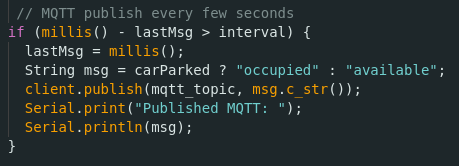 // MQTT publish every few seconds
if (millis() - lastMsg > interval) {
lastMsg = millis();
String msg = carParked ? "occupied" : "available";
client.publish(mqtt_topic, msg.c_str());
Serial.print("Published MQTT: ");
Serial.println(msg);
}